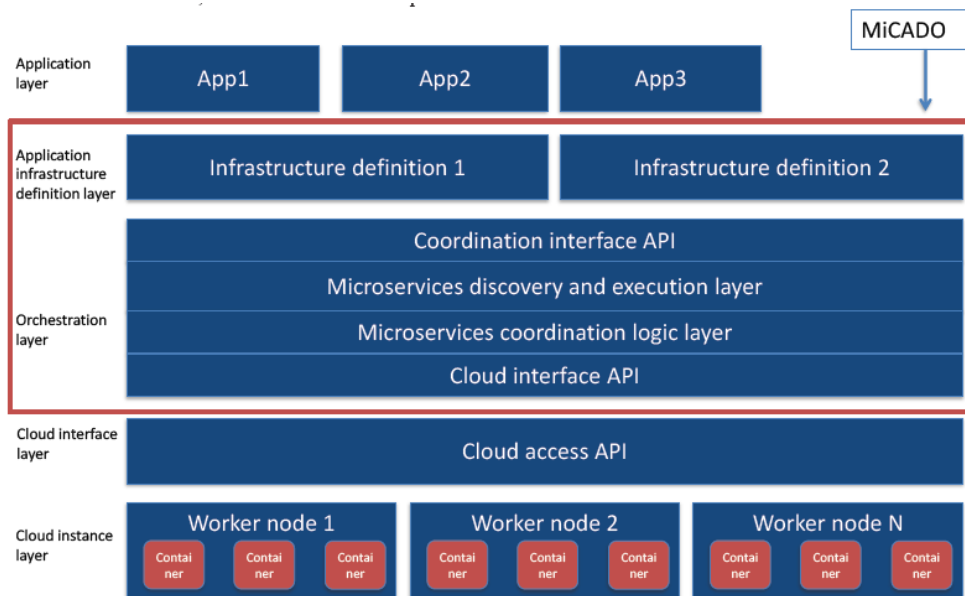 MiCADO
Application
layer
App1
App2
App3
Application
infrastructure
definition layer
Infrastructure definition 1
Infrastructure definition 2
Orchestration
layer
Coordination interface API
Microservices discovery and execution layer
Microservices coordination logic layer
Cloud interface API
Cloud interface
layer
Cloud access API
Cloud instance
layer
Worker node 1
Contai
ner
Contai
ner
Contai
ner
Worker node 2
Contai
ner
Contai
ner
Contai
ner
Worker node N
Contai
ner
Contai
ner
Contai
ner